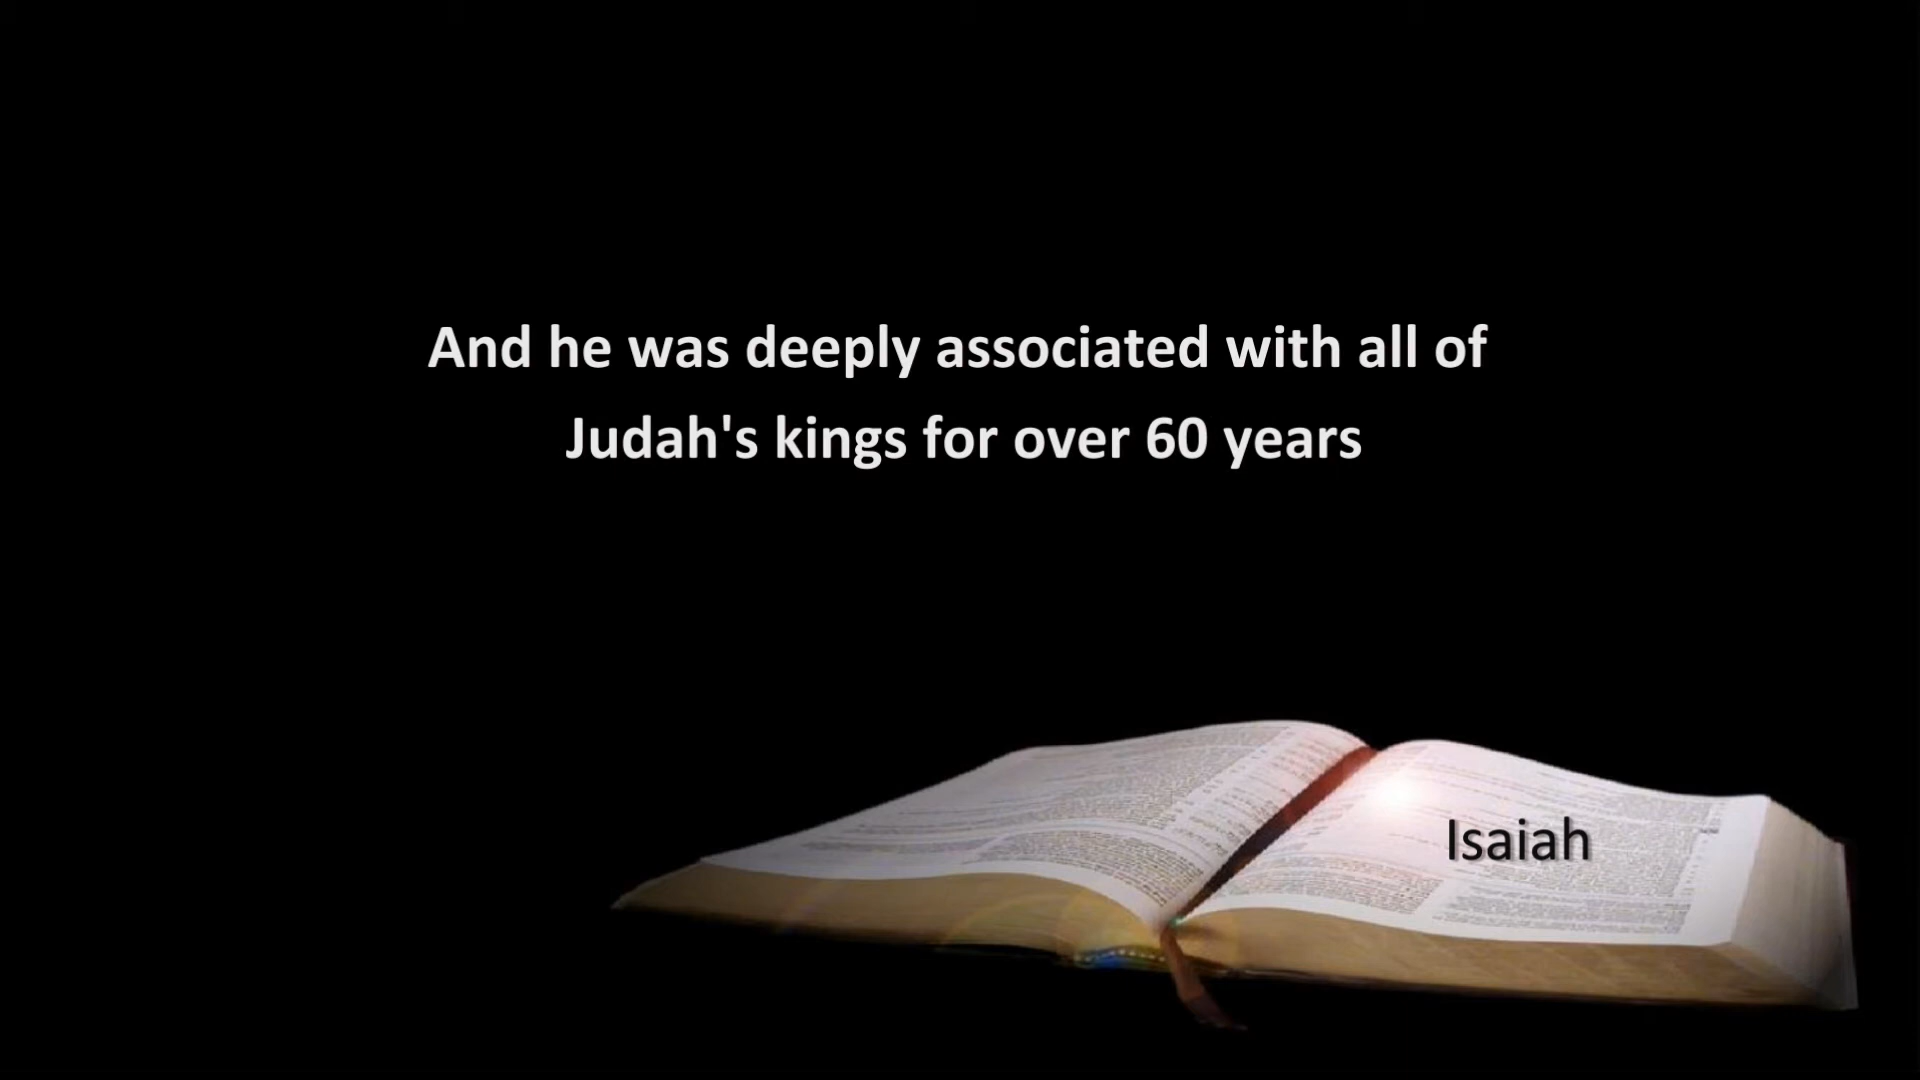 And he was deeply associated with all of
Judah's kings for over 60 years
Isaiah